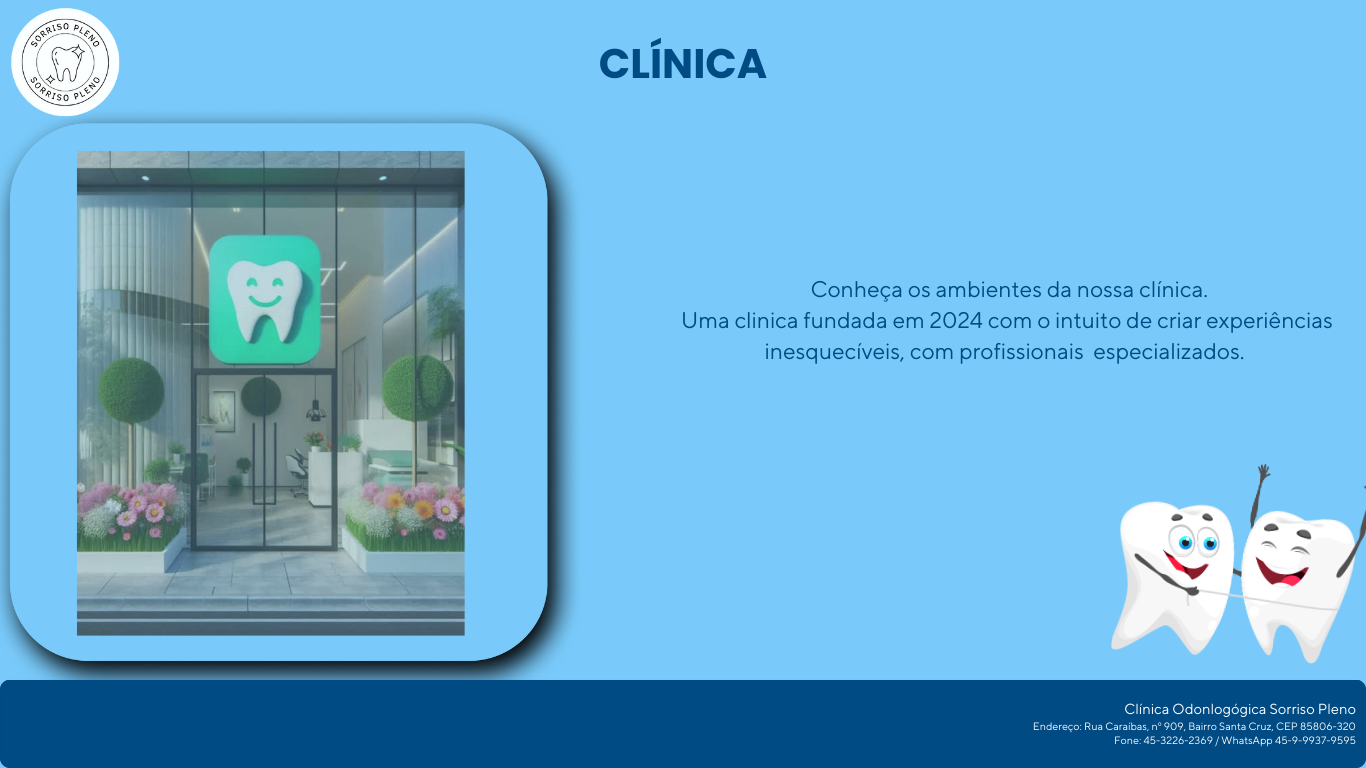 SORRISO PLENO
SORRISO PLENO
CLÍNICA
Conheça os ambientes da nossa clínica.
Uma clinica fundada em 2024 com o intuito de criar experiências
inesquecíveis, com profissionais especializados.
Clínica Odonlogógica Sorriso Pleno
Endereço: Rua Caraibas, nº 909, Bairro Santa Cruz, CEP 85806-320
Fone: 45-3226-2369 / WhatsApp 45-9-9937-9595